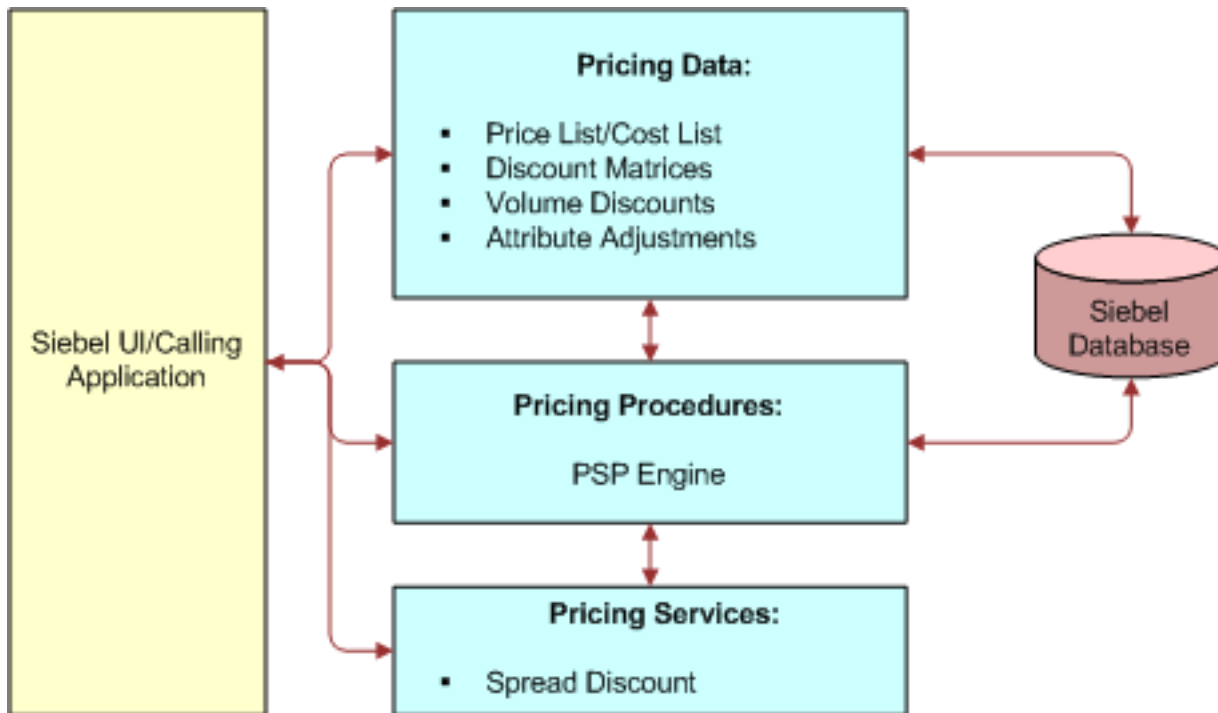 Siebel UI/Calling
Application
Pricing Data:
▪ Price List/Cost List
▪ Discount Matrices
▪ Volume Discounts
▪ Attribute Adjustments
Pricing Procedures:
PSP Engine
Pricing Services:
▪ Spread Discount
Siebel
Database